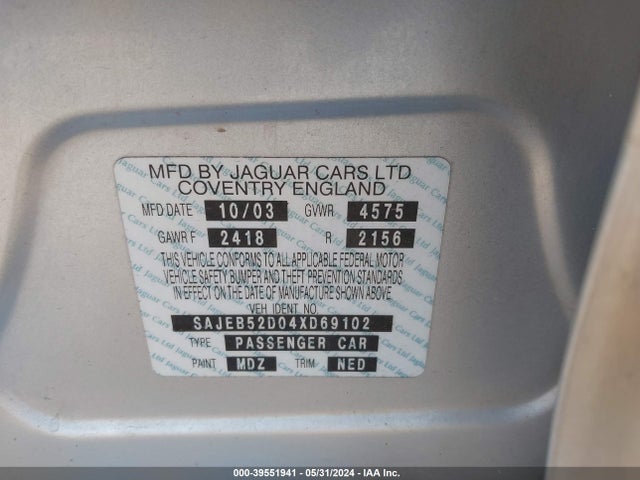 MFD BY JAGUAR CARS LTD
COVENTRY ENGLAND
MFD DATE 10/03 GVWR 4575
GAWR F 2418 R 2156
THIS VEHICLE CONFORMS TO ALL APPLICABLE FEDERAL MOTOR
VEHICLE SAFETY BUMPER AND THEFT PREVENTION STANDARDS
IN EFFECT ON THE DATE OF MANUFACTURE SHOWN ABOVE
VEH IDENT NO.
SAJEB52D04XD69102
TYPE PASSENGER CAR
PAINT MDZ TRIM NED
000-39551941 - 05/31/2024 - IAA Inc.